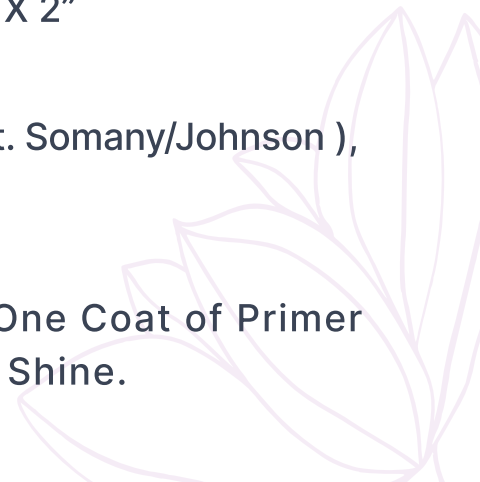 X 2”
t. Somany/Johnson ),
One Coat of Primer
Shine.